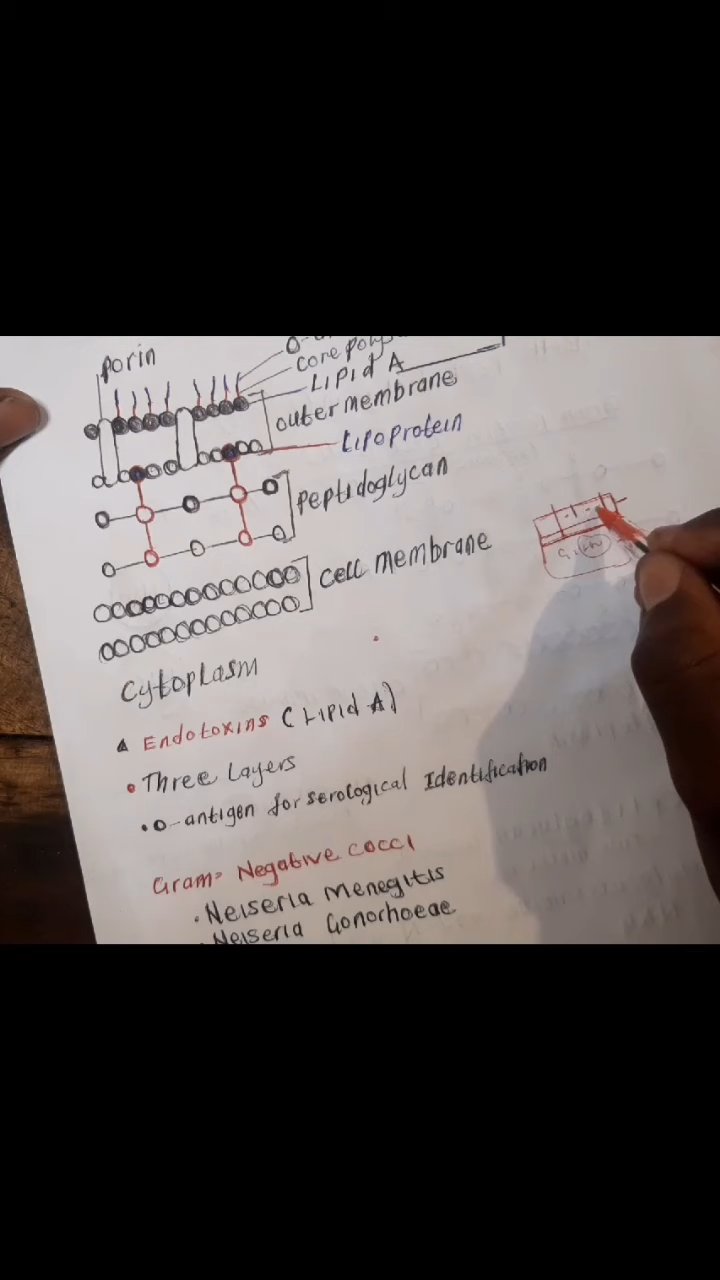 Porin
core
Lipid A
outer membrane
Lipoprotein
Peptidoglycan
cell membrane
Cytoplasm
Endotoxins (Lipid A)
• Three Layers
• O-antigen for serological Identification
Gram= Negative cocci
• Neiseria Menegitis
• Neiseria Gonorhoeae